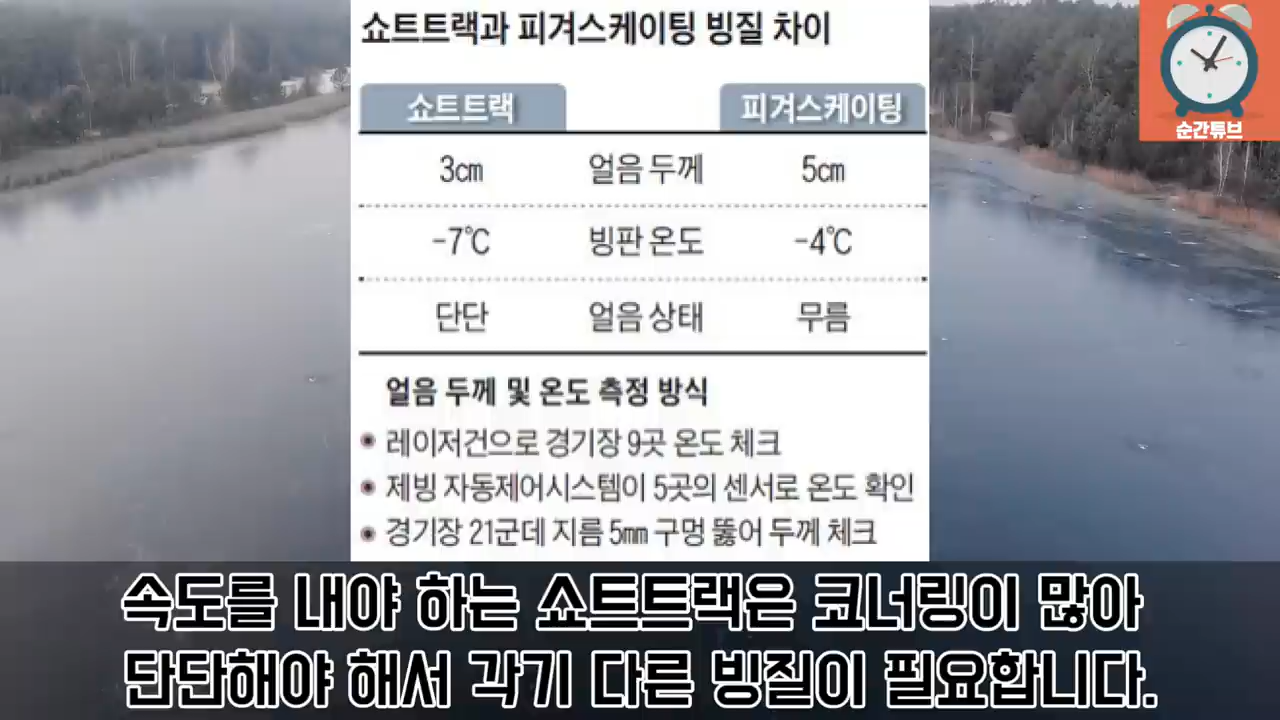 쇼트트랙과 피겨스케이팅 빙질 차이
쇼트트랙 피겨스케이팅
3cm 얼음 두께 5cm
-7℃ 빙판 온도 -4℃
단단 얼음 상태 무름
얼음 두께 및 온도 측정 방식
• 레이저건으로 경기장 9곳 온도 체크
• 제빙 자동제어시스템이 5곳의 센서로 온도 확인
• 경기장 21군데 지름 5㎜ 구멍 뚫어 두께 체크
순간튜브
속도를 내야 하는 쇼트트랙은 코너링이 많아
단단해야 해서 각기 다른 빙질이 필요합니다.